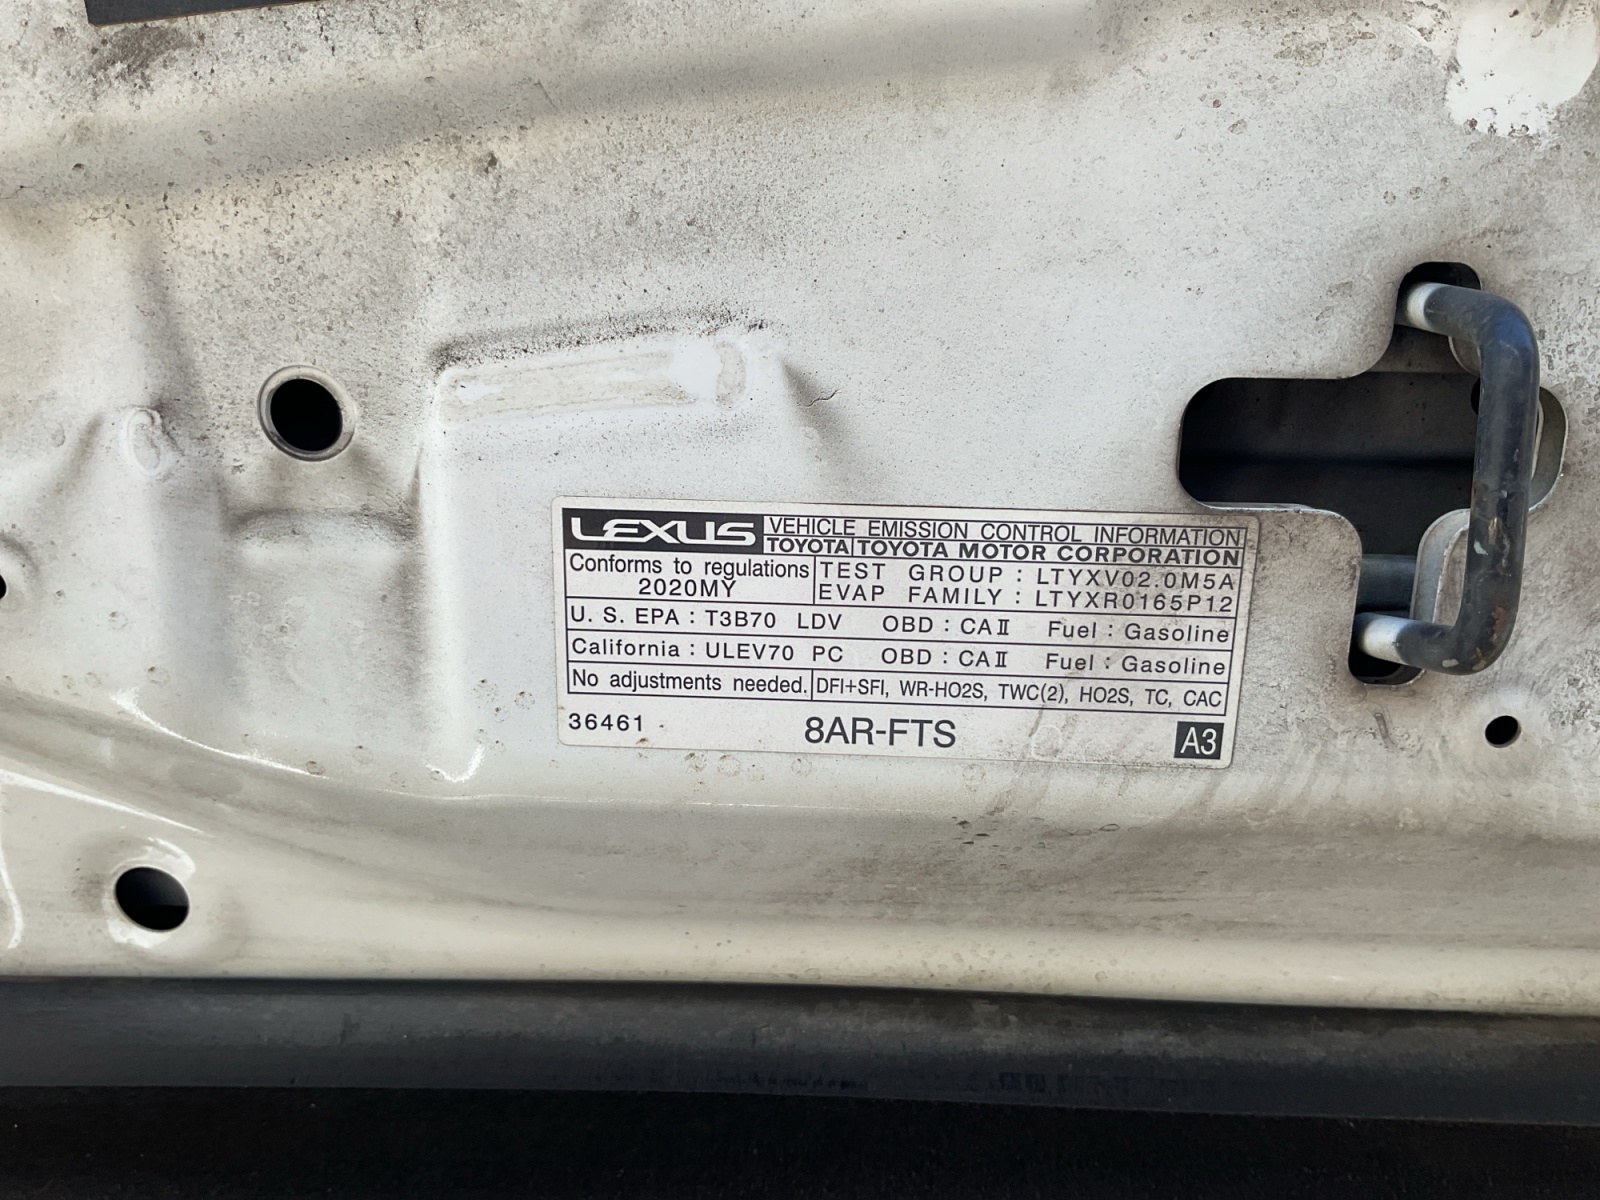 LEXUS VEHICLE EMISSION CONTROL INFORMATION
TOYOTA TOYOTA MOTOR CORPORATION
Conforms to regulations
2020MY
TEST GROUP : LTYXV02.0M5A
EVAP FAMILY : LTYXR0165P12
U. S. EPA : T3B70 LDV OBD : CAⅡ Fuel : Gasoline
California : ULEV70 PC OBD : CAⅡ Fuel : Gasoline
No adjustments needed. DFI+SFI, WR-HO2S, TWC(2), HO2S, TC, CAC
36461 8AR-FTS A3